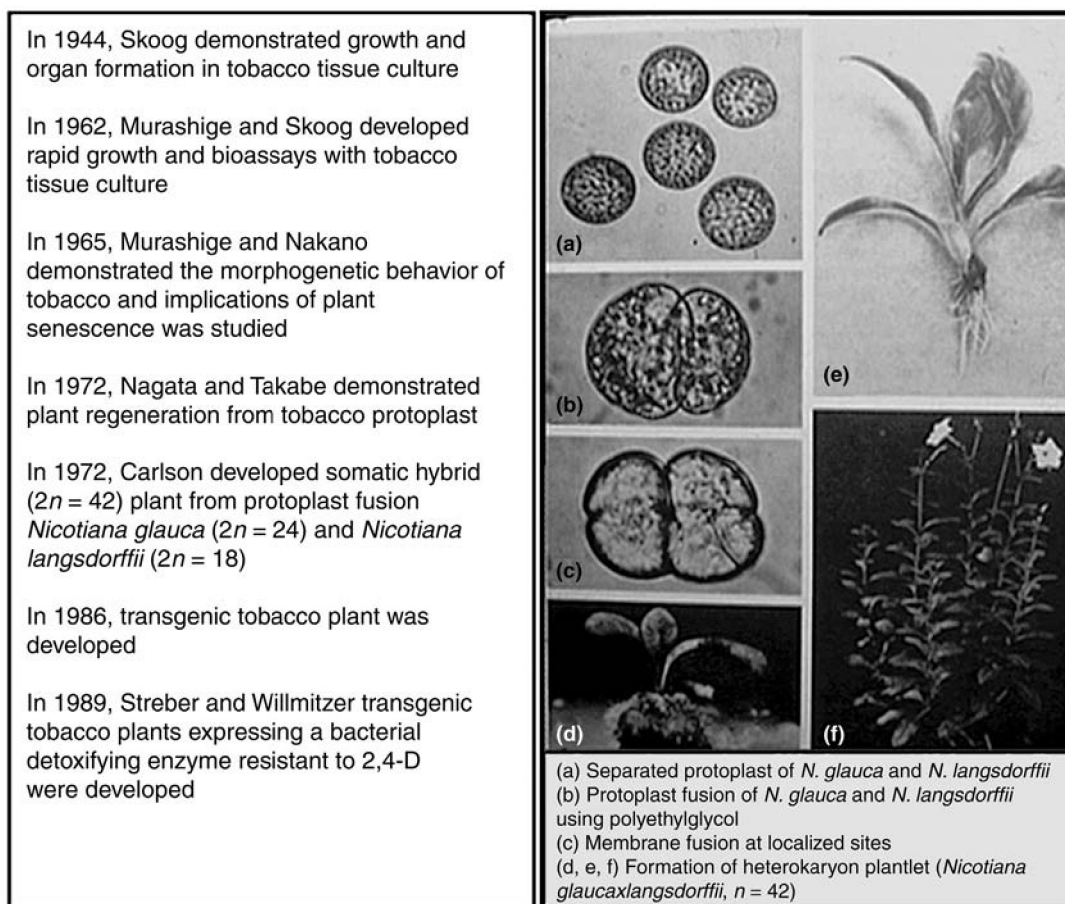 In 1944, Skoog demonstrated growth and
organ formation in tobacco tissue culture
In 1962, Murashige and Skoog developed
rapid growth and bioassays with tobacco
tissue culture
In 1965, Murashige and Nakano
demonstrated the morphogenetic behavior of
tobacco and implications of plant
senescence was studied
In 1972, Nagata and Takabe demonstrated
plant regeneration from tobacco protoplast
In 1972, Carlson developed somatic hybrid
(2n = 42) plant from protoplast fusion
Nicotiana glauca (2n = 24) and Nicotiana
langsdorffii (2n = 18)
In 1986, transgenic tobacco plant was
developed
In 1989, Streber and Willmitzer transgenic
tobacco plants expressing a bacterial
detoxifying enzyme resistant to 2,4-D
were developed
(a)
(b)
(c)
(d)
(e)
(f)
(a) Separated protoplast of N. glauca and N. langsdorffii
(b) Protoplast fusion of N. glauca and N. langsdorffii
using polyethylglycol
(c) Membrane fusion at localized sites
(d, e, f) Formation of heterokaryon plantlet (Nicotiana
glaucaxlangsdorffii, n = 42)